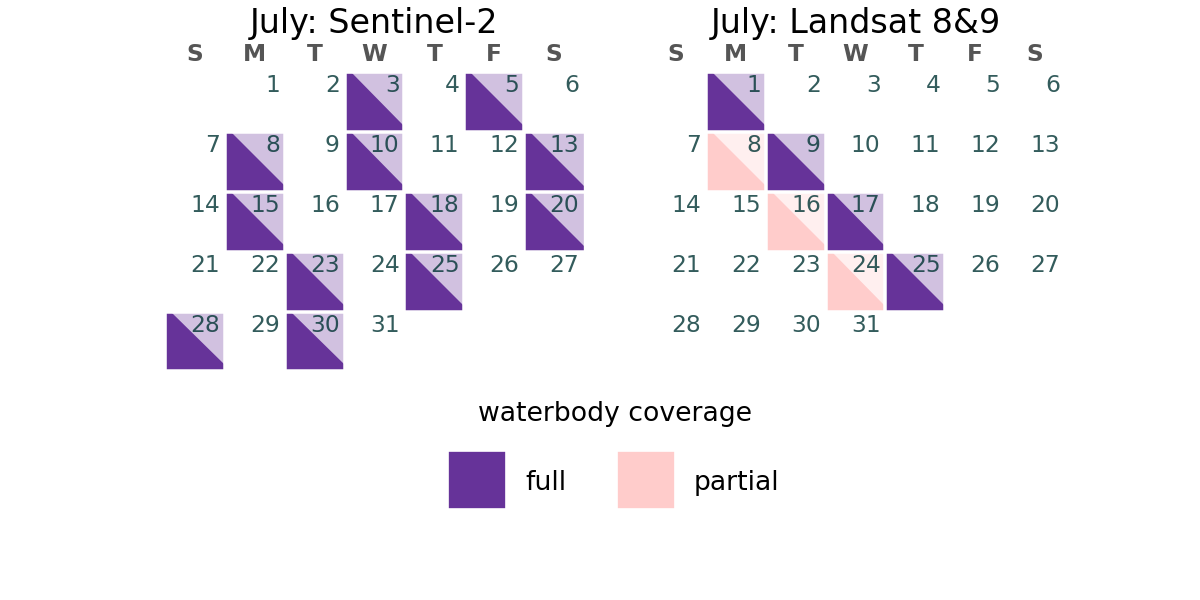 July: Sentinel-2
S M T W T F S
1 2 3 4 5 6
7 8 9 10 11 12 13
14 15 16 17 18 19 20
21 22 23 24 25 26 27
28 29 30 31
July: Landsat 8&9
S M T W T F S
1 2 3 4 5 6
7 8 9 10 11 12 13
14 15 16 17 18 19 20
21 22 23 24 25 26 27
28 29 30 31
waterbody coverage
full partial